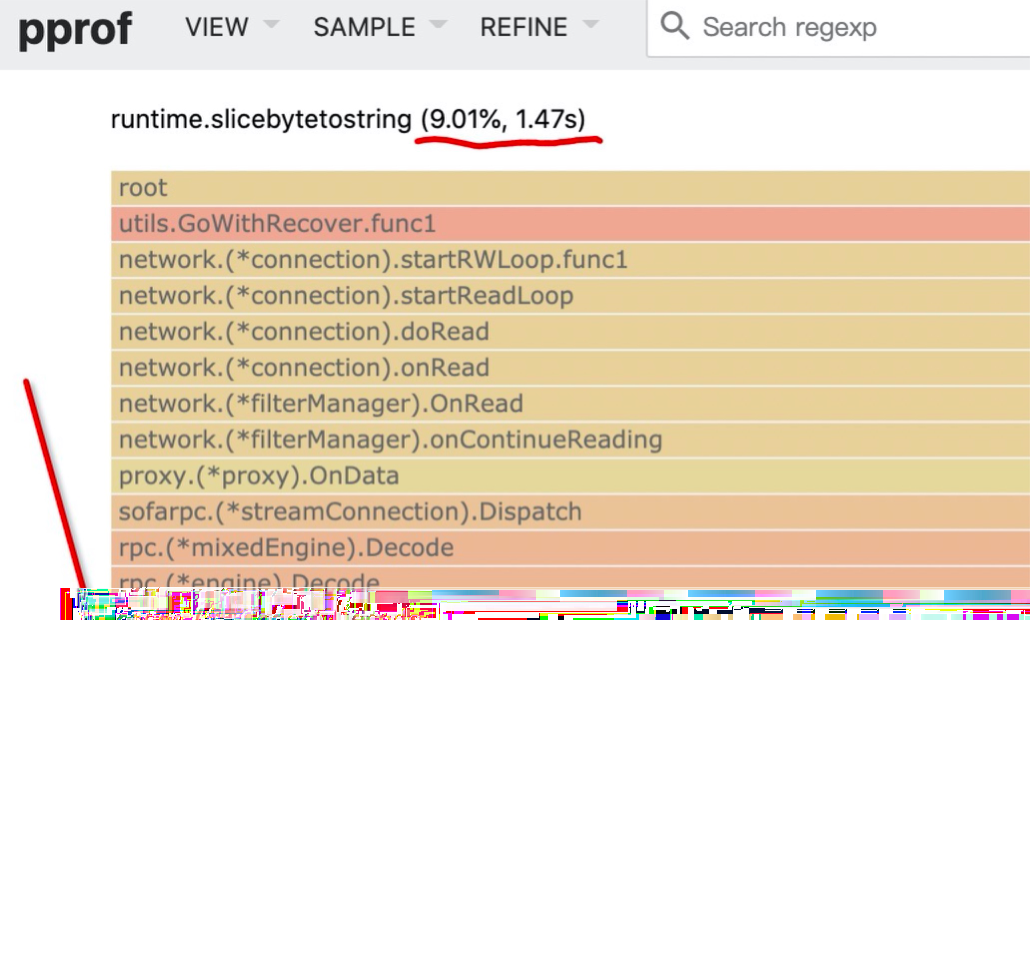 pprof VIEW SAMPLE REFINE Search regexp
runtime.slicebytetostring (9.01%, 1.47s)
root
utils.GoWithRecover.func1
network.(*connection).startRWLoop.func1
network.(*connection).startReadLoop
network.(*connection).doRead
network.(*connection).onRead
network.(*filterManager).OnRead
network.(*filterManager).onContinueReading
proxy.(*proxy).OnData
sofarpc.(*streamConnection).Dispatch
rpc.(*mixedEngine).Decode
rpc.(*engine).Decode